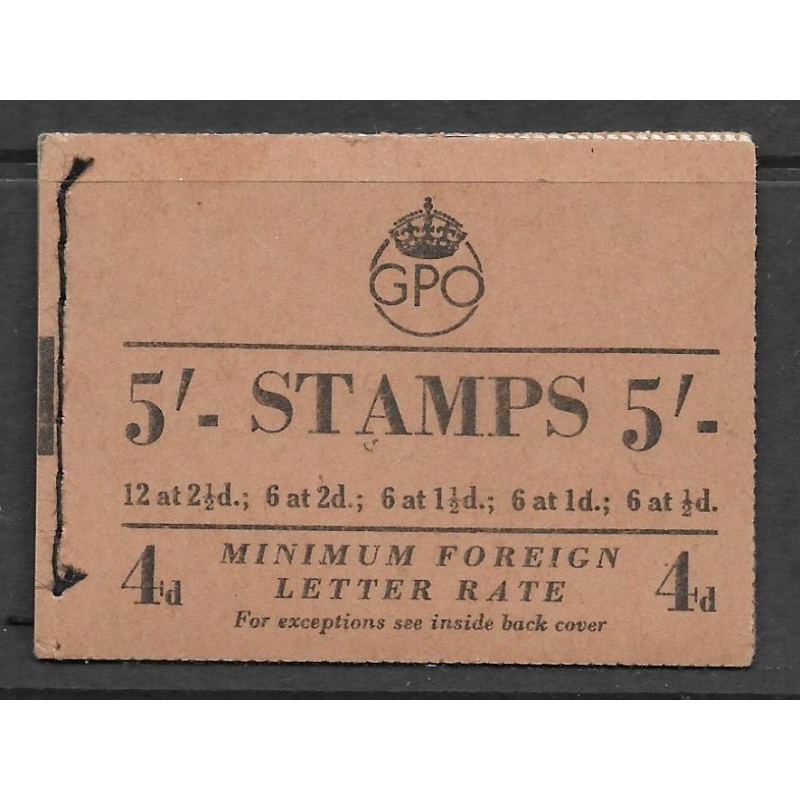 GPO
5/- STAMPS 5/-
12 at 2½d.; 6 at 2d.; 6 at 1½d.; 6 at 1d.; 6 at ½d.
4d MINIMUM FOREIGN 4d
LETTER RATE
For exceptions see inside back cover